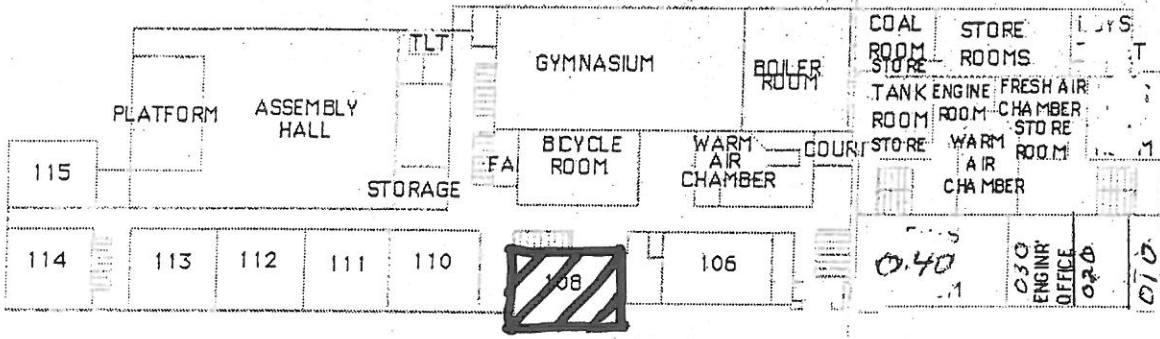 TLT
GYMNASIUM
BOILER
ROOM
COAL
ROOM
STORE
STORE
ROOMS
PLATFORM
ASSEMBLY
HALL
TANK
ROOM
STORE
ENGINE
ROOM
FRESH AIR
CHAMBER
STORE
ROOM
WARM
AIR
CHAMBER
115
STORAGE
BICYCLE
ROOM
WARM
AIR
CHAMBER
114
113
112
111
110
108
106
040
030
ENGINR
OFFICE
020
010